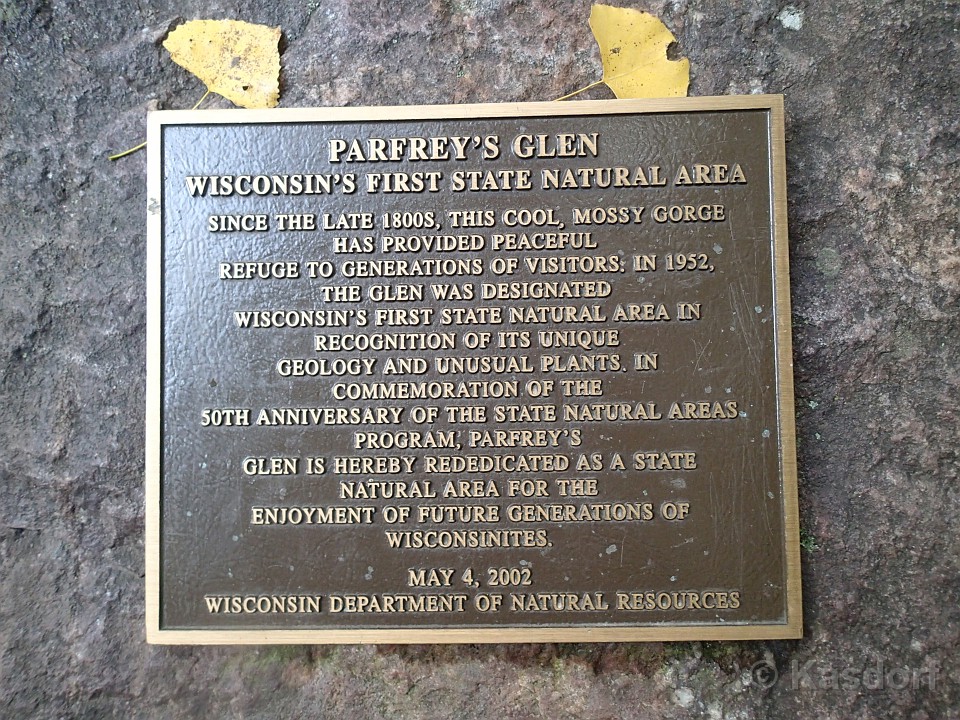 PARFREY'S GLEN
WISCONSIN'S FIRST STATE NATURAL AREA
SINCE THE LATE 1800S, THIS COOL, MOSSY GORGE
HAS PROVIDED PEACEFUL
REFUGE TO GENERATIONS OF VISITORS. IN 1952,
THE GLEN WAS DESIGNATED
WISCONSIN'S FIRST STATE NATURAL AREA IN
RECOGNITION OF ITS UNIQUE
GEOLOGY AND UNUSUAL PLANTS. IN
COMMEMORATION OF THE
50TH ANNIVERSARY OF THE STATE NATURAL AREAS
PROGRAM, PARFREY'S
GLEN IS HEREBY REDEDICATED AS A STATE
NATURAL AREA FOR THE
ENJOYMENT OF FUTURE GENERATIONS OF
WISCONSINITES.
MAY 4, 2002
WISCONSIN DEPARTMENT OF NATURAL RESOURCES
© Kasdorf